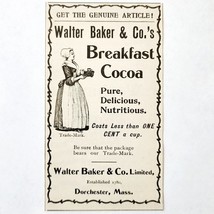 GET THE GENUINE ARTICLE!
Walter Baker & Co.'s
Breakfast
Cocoa
Pure,
Delicious,
Nutritious.
Costs Less than ONE
CENT a cup.
Trade-Mark.
Be sure that the package
bears our Trade-Mark.
Walter Baker & Co. Limited,
Established 1780,
Dorchester, Mass.